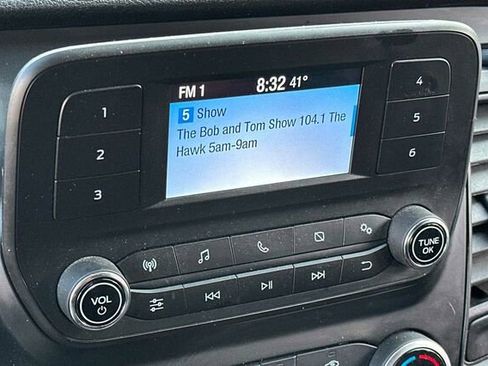 FM 1 8:32 41°
5 Show
The Bob and Tom Show 104.1 The
Hawk 5am-9am
1
2
3
4
5
6
VOL
TUNE
OK